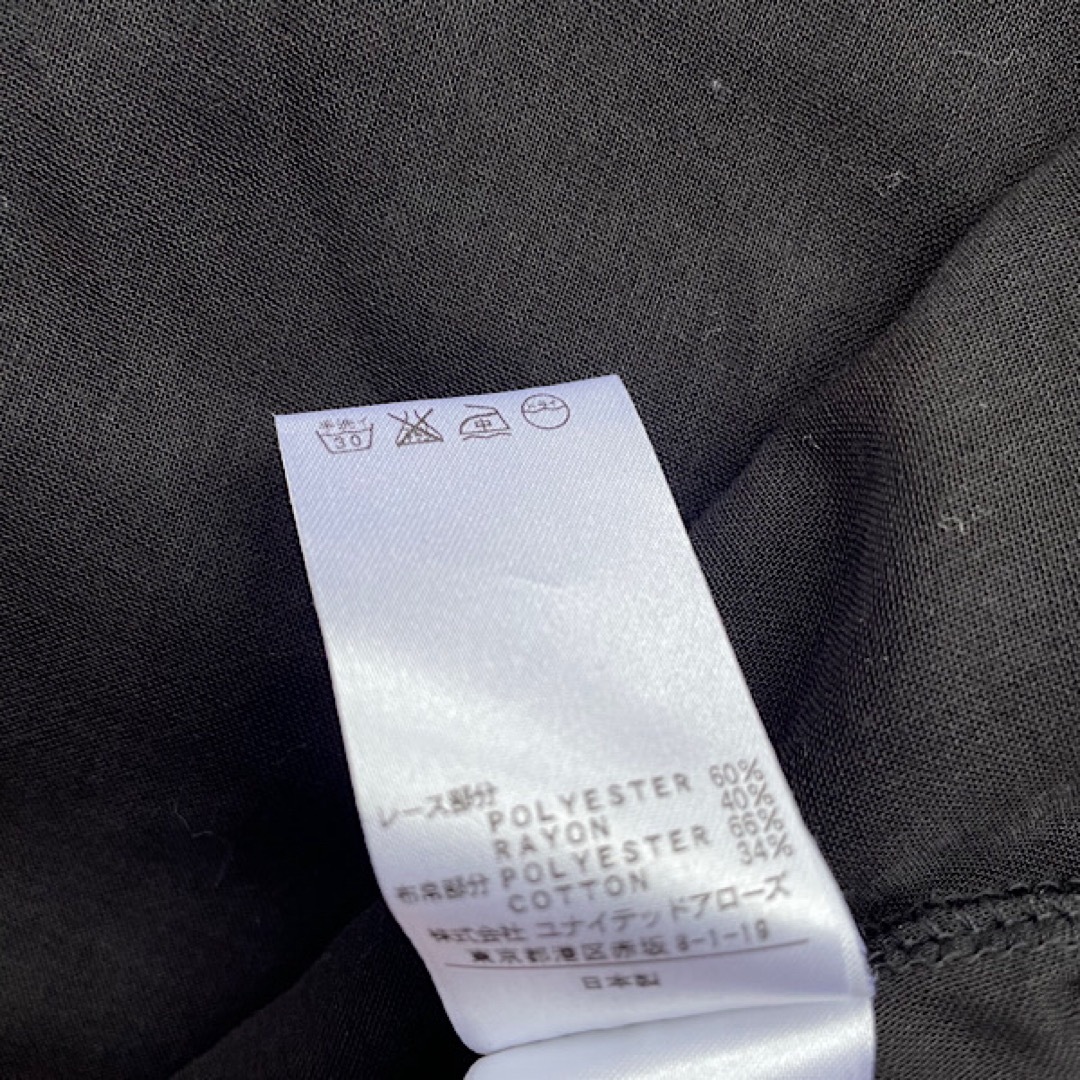 手洗イ
30
中
ドライ
レース部分
POLYESTER 60%
RAYON 40%
布帛部分 POLYESTER 66%
COTTON 34%
株式会社 ユナイテッドアローズ
東京都港区赤坂 8-1-19
日本製